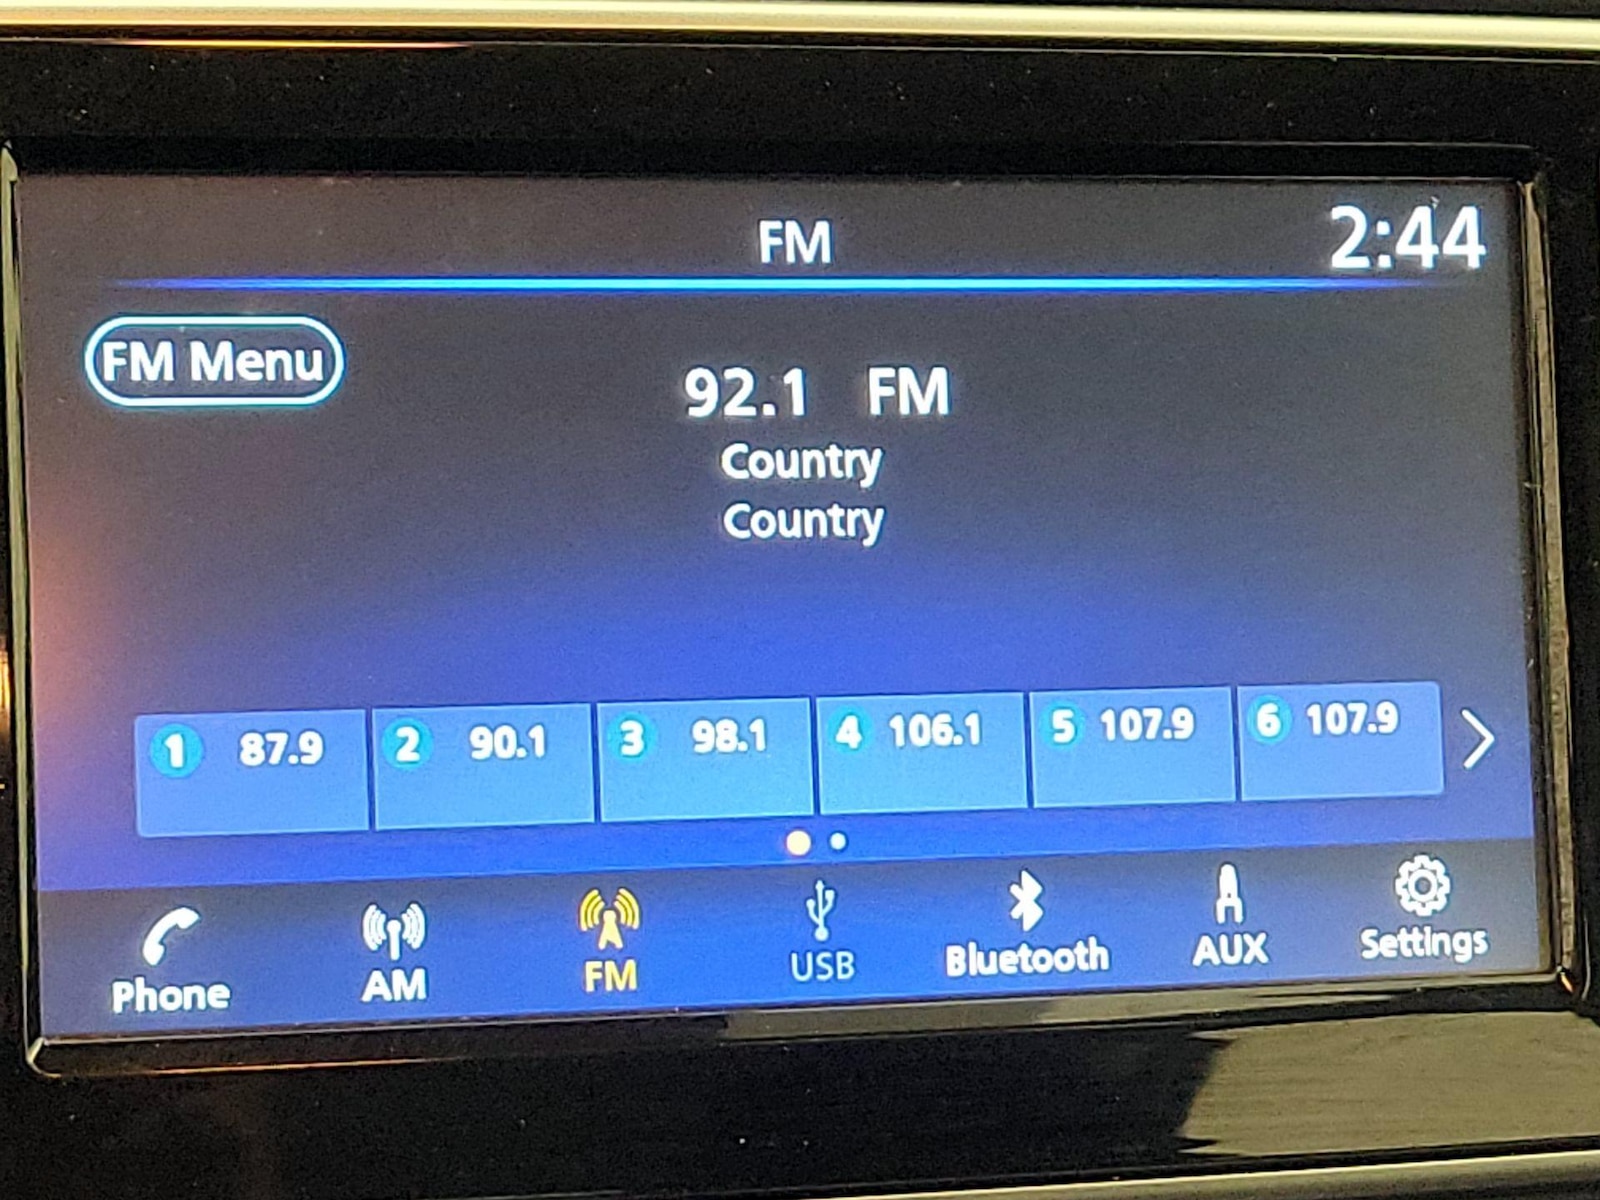 FM 2:44
FM Menu
92.1 FM
Country
Country
1 87.9 2 90.1 3 98.1 4 106.1 5 107.9 6 107.9
Phone AM FM USB Bluetooth AUX Settings